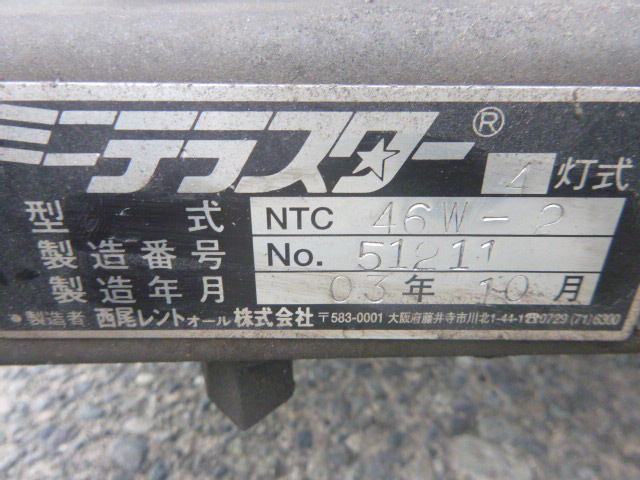 ミニテラスター®
4 灯式
型 式 NTC 46W-2
製造番号 No. 51211
製造年月 03年 10月
●製造者 西尾レントオール株式会社 〒583-0001 大阪府藤井寺市川北1-44-1☎0729(71)6300